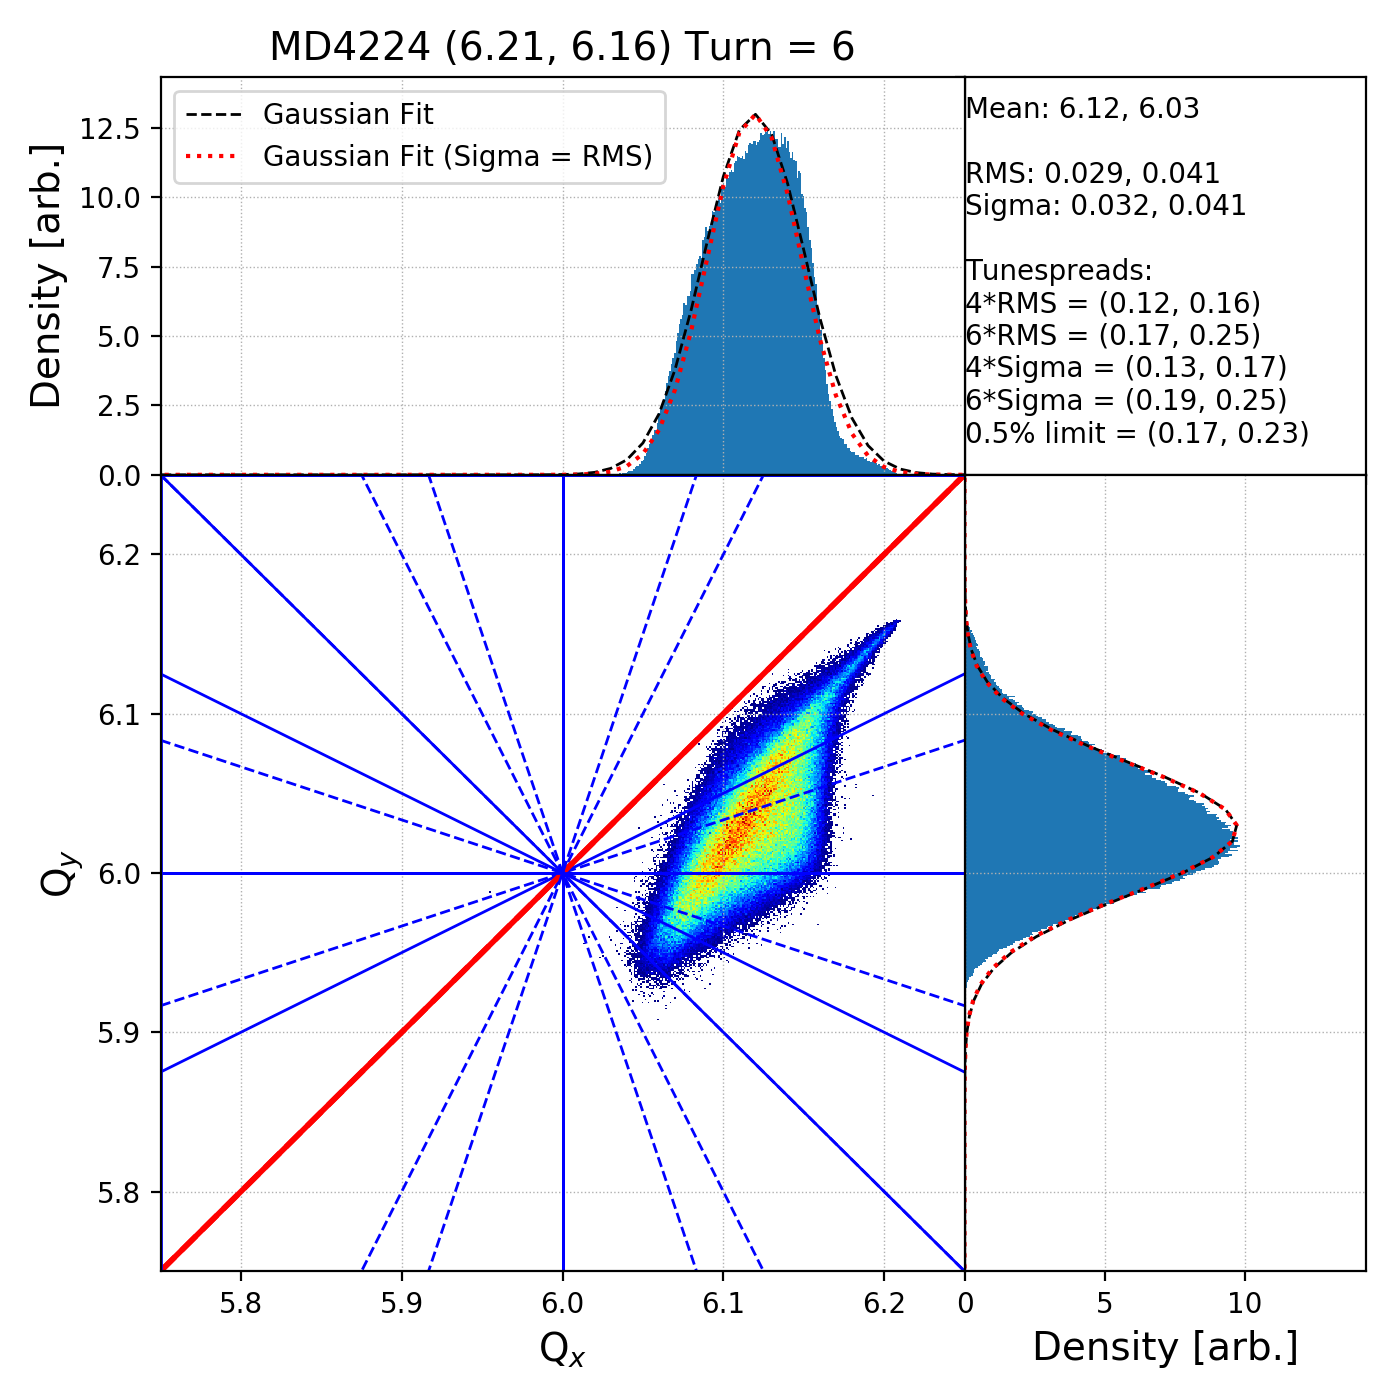 MD4224 (6.21, 6.16) Turn = 6
Density [arb.]
12.5
10.0
7.5
5.0
2.5
0.0
Gaussian Fit
Gaussian Fit (Sigma = RMS)
Mean: 6.12, 6.03
RMS: 0.029, 0.041
Sigma: 0.032, 0.041
Tunespreads:
4*RMS = (0.12, 0.16)
6*RMS = (0.17, 0.25)
4*Sigma = (0.13, 0.17)
6*Sigma = (0.19, 0.25)
0.5% limit = (0.17, 0.23)
Qy
6.2
6.1
6.0
5.9
5.8
5.8 5.9 6.0 6.1 6.2
Qx
0 5 10
Density [arb.]